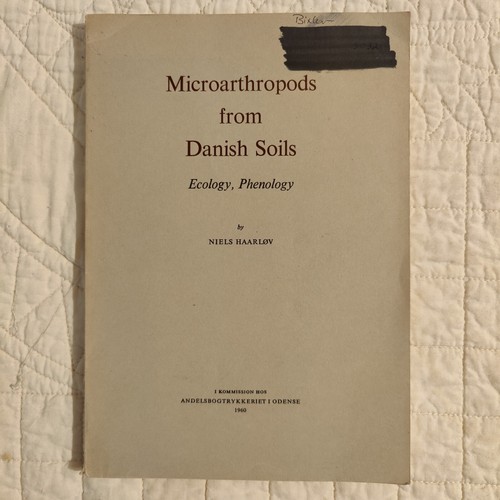 Microarthropods
from
Danish Soils
Ecology, Phenology
by
NIELS HAARLØV
I KOMMISSION HOS
ANDELSBOGTRYKKERIET I ODENSE
1960